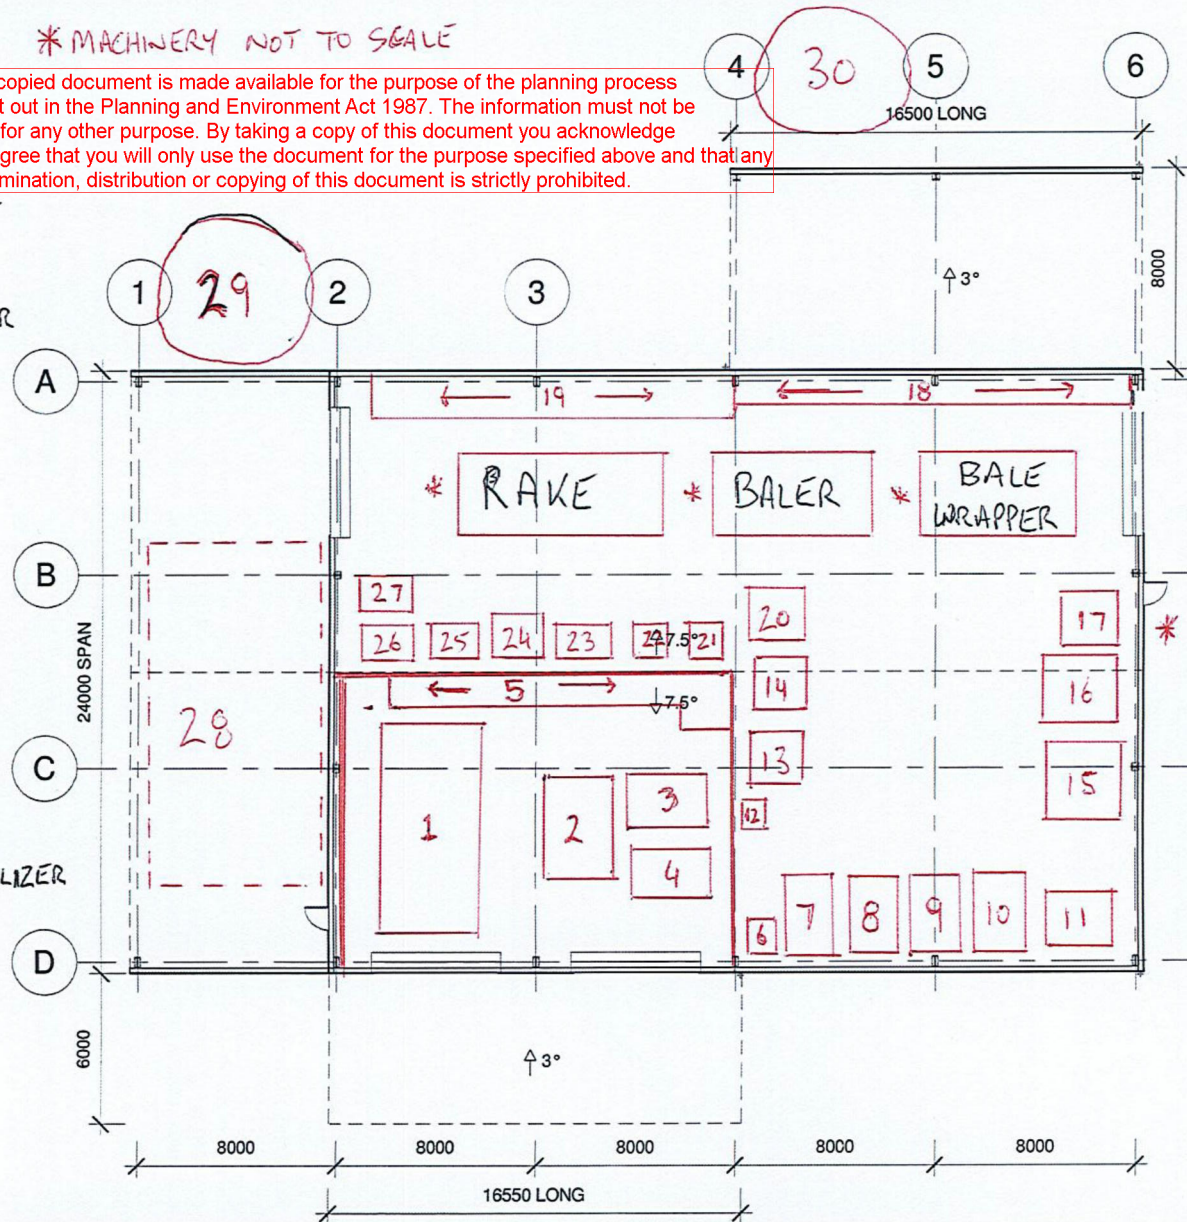 * MACHINERY NOT TO SCALE
copied document is made available for the purpose of the planning process
t out in the Planning and Environment Act 1987. The information must not be
for any other purpose. By taking a copy of this document you acknowledge
gree that you will only use the document for the purpose specified above and that any
mination, distribution or copying of this document is strictly prohibited.
4 30 5 6
16500 LONG
8000
3°
1 29 2 3
R
A
19 18
* RAKE * BALER * BALE
WRAPPER
B
27
20 17 *
26 25 24 23 22 7.5° 21
24000 SPAN
5
7.5°
14 16
28
C
13 15
3
1 2
12
4
LIZER
7 8 9 10 11
6
D
6000
3°
8000 8000 8000 8000 8000
16550 LONG